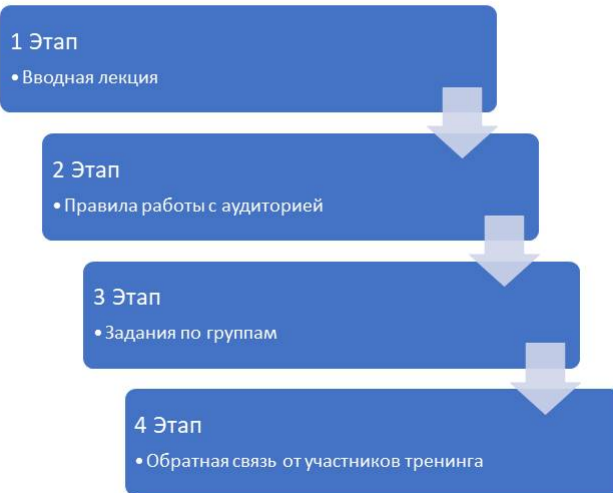 1 Этап
• Вводная лекция
2 Этап
• Правила работы с аудиторией
3 Этап
• Задания по группам
4 Этап
• Обратная связь от участников тренинга